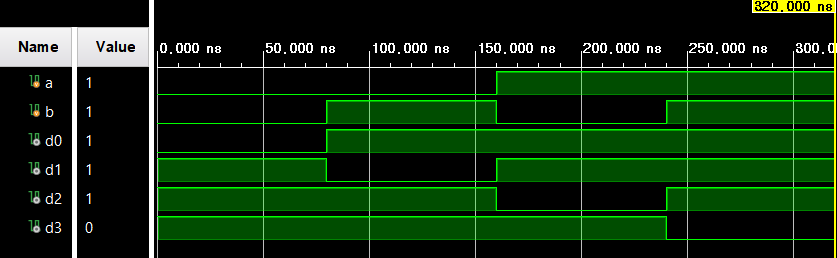 320.000 ns
Name Value
0.000 ns 50.000 ns 100.000 ns 150.000 ns 200.000 ns 250.000 ns 300.
a 1
b 1
d0 1
d1 1
d2 1
d3 0